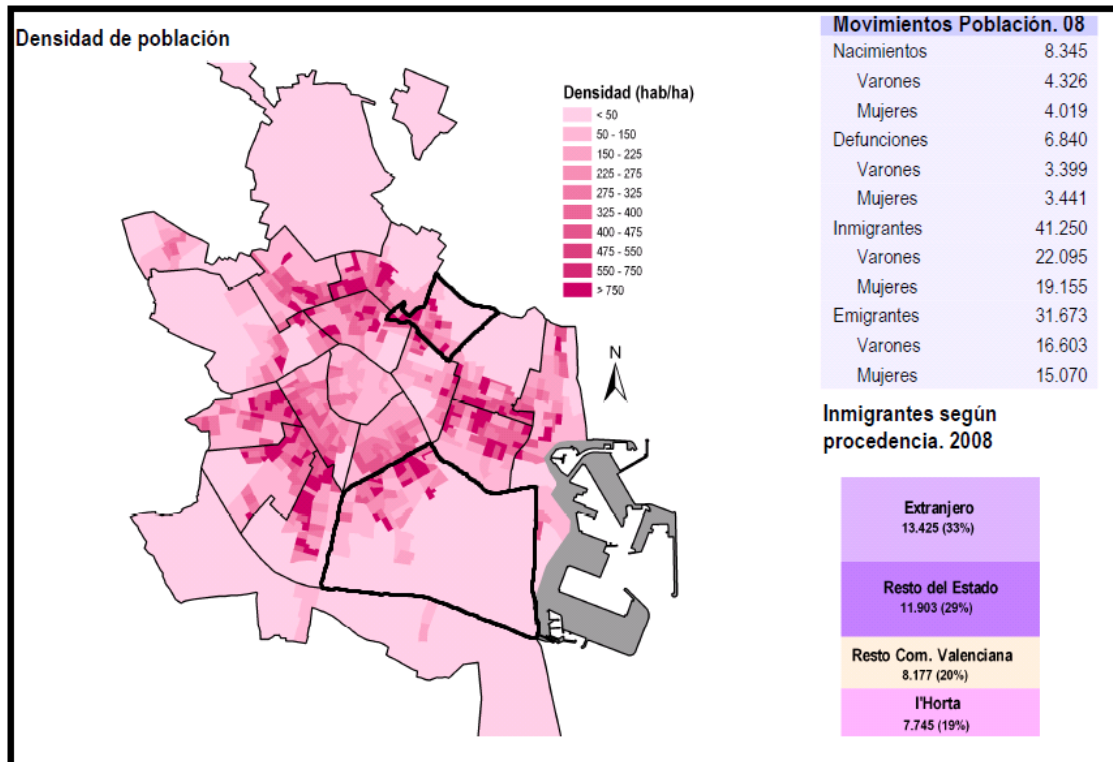 Densidad de población
Densidad (hab/ha)
< 50
50 - 150
150 - 225
225 - 275
275 - 325
325 - 400
400 - 475
475 - 550
550 - 750
> 750
N
Movimientos Población. 08
Nacimientos 8.345
Varones 4.326
Mujeres 4.019
Defunciones 6.840
Varones 3.399
Mujeres 3.441
Inmigrantes 41.250
Varones 22.095
Mujeres 19.155
Emigrantes 31.673
Varones 16.603
Mujeres 15.070
Inmigrantes según
procedencia. 2008
Extranjero
13.425 (33%)
Resto del Estado
11.903 (29%)
Resto Com. Valenciana
8.177 (20%)
l'Horta
7.745 (19%)